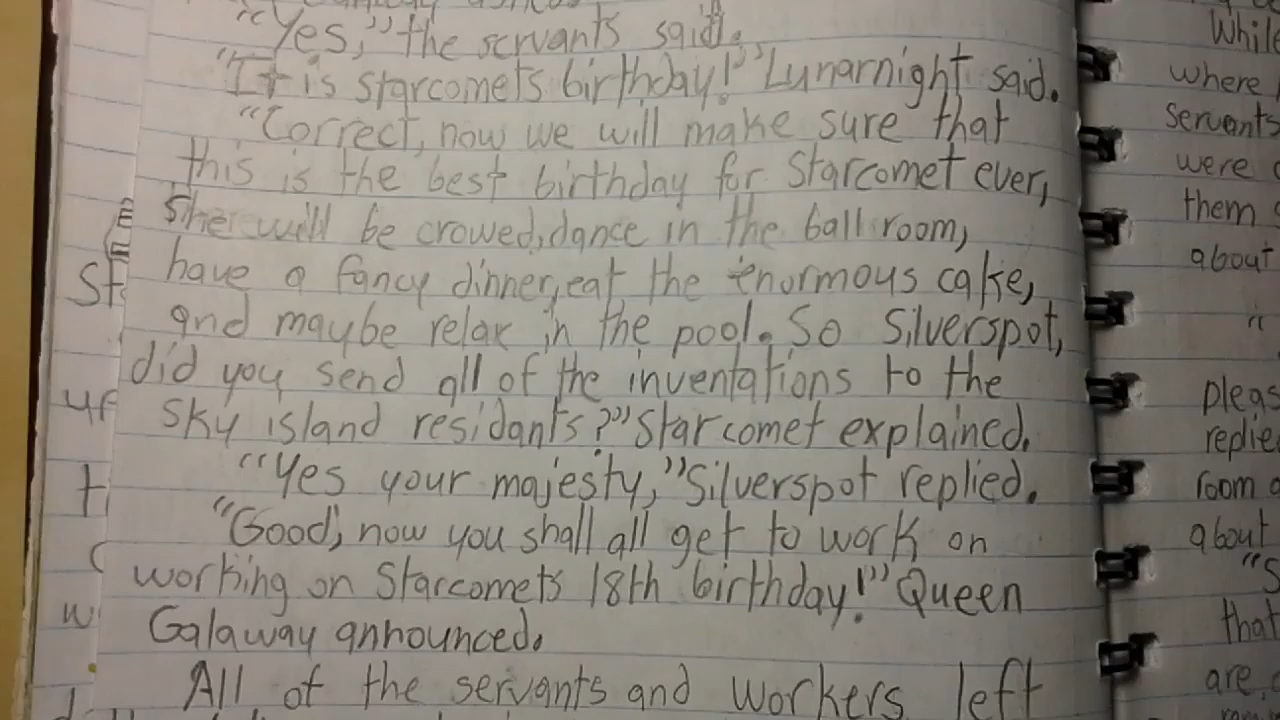 "Yes," the servants said.
"It is starcomets birthday!" Lunarnight said.
"Correct, now we will make sure that
this is the best birthday for Starcomet ever,
She will be crowed, dance in the ball room,
have a fancy dinner, eat the enormous cake,
and maybe relax in the pool. So Silverspot,
did you send all of the inventations to the
sky island residants?" Starcomet explained.
"Yes your majesty," Silverspot replied.
"Good, now you shall all get to work on
working on Starcomets 18th birthday!" Queen
Galaway announced.
All of the servants and workers left
While
where
servants
were
them
about
"
replie
room
about
"S
that
are